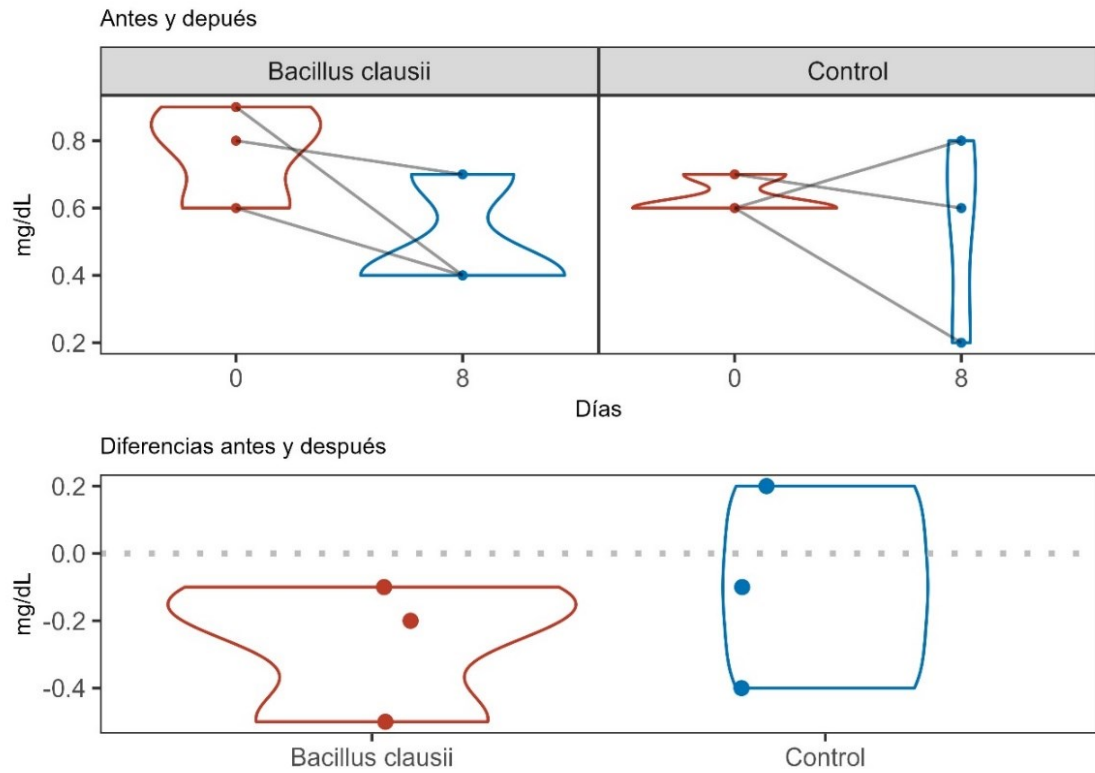 Antes y depués
Bacillus clausii
Control
mg/dL
0.8
0.6
0.4
0.2
0
8
0
8
Días
Diferencias antes y después
mg/dL
0.2
0.0
-0.2
-0.4
Bacillus clausii
Control